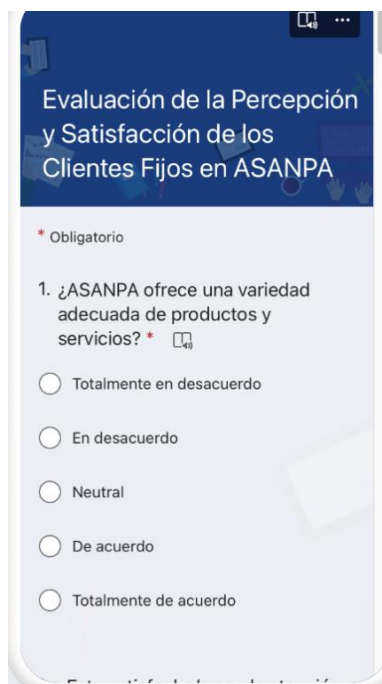 Evaluación de la Percepción
y Satisfacción de los
Clientes Fijos en ASANPA
* Obligatorio
1. ¿ASANPA ofrece una variedad
adecuada de productos y
servicios? *
Totalmente en desacuerdo
En desacuerdo
Neutral
De acuerdo
Totalmente de acuerdo